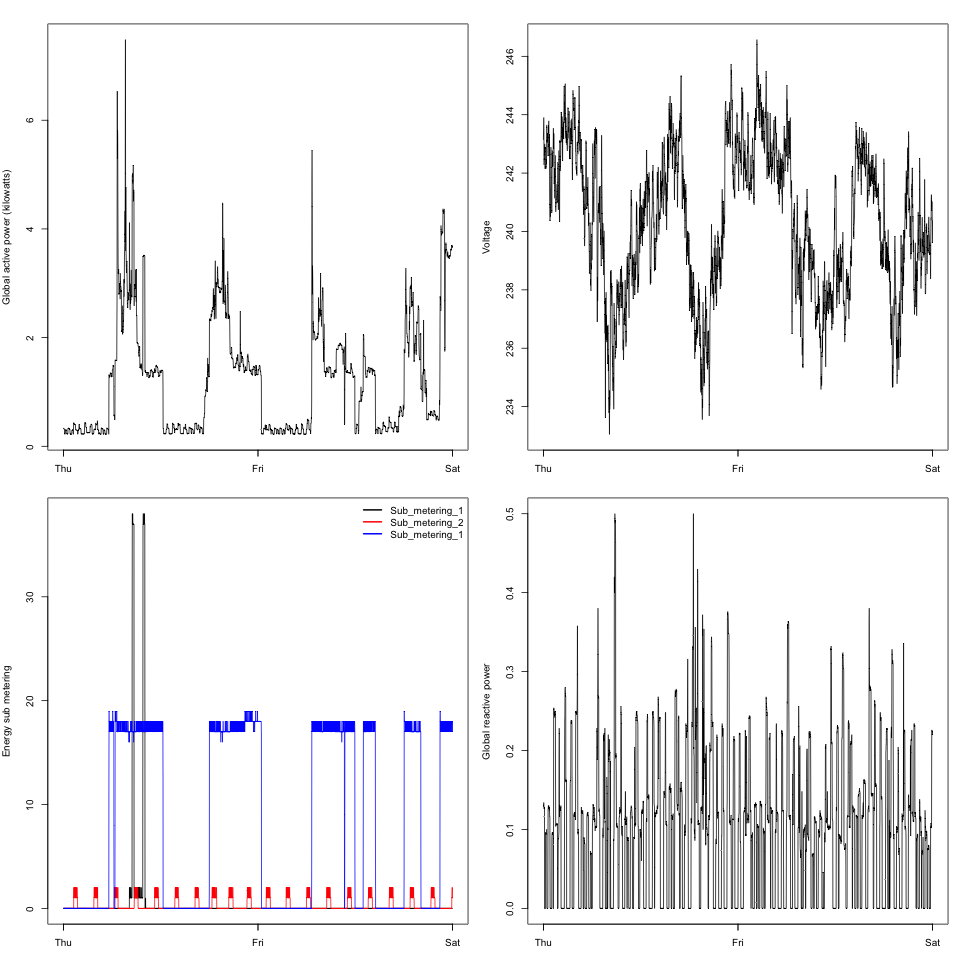 Global active power (kilowatts)
0
2
4
6
Thu
Fri
Sat
Voltage
234
236
238
240
242
244
246
Thu
Fri
Sat
Energy sub metering
0
10
20
30
Sub_metering_1
Sub_metering_2
Sub_metering_1
Thu
Fri
Sat
Global reactive power
0.0
0.1
0.2
0.3
0.4
0.5
Thu
Fri
Sat